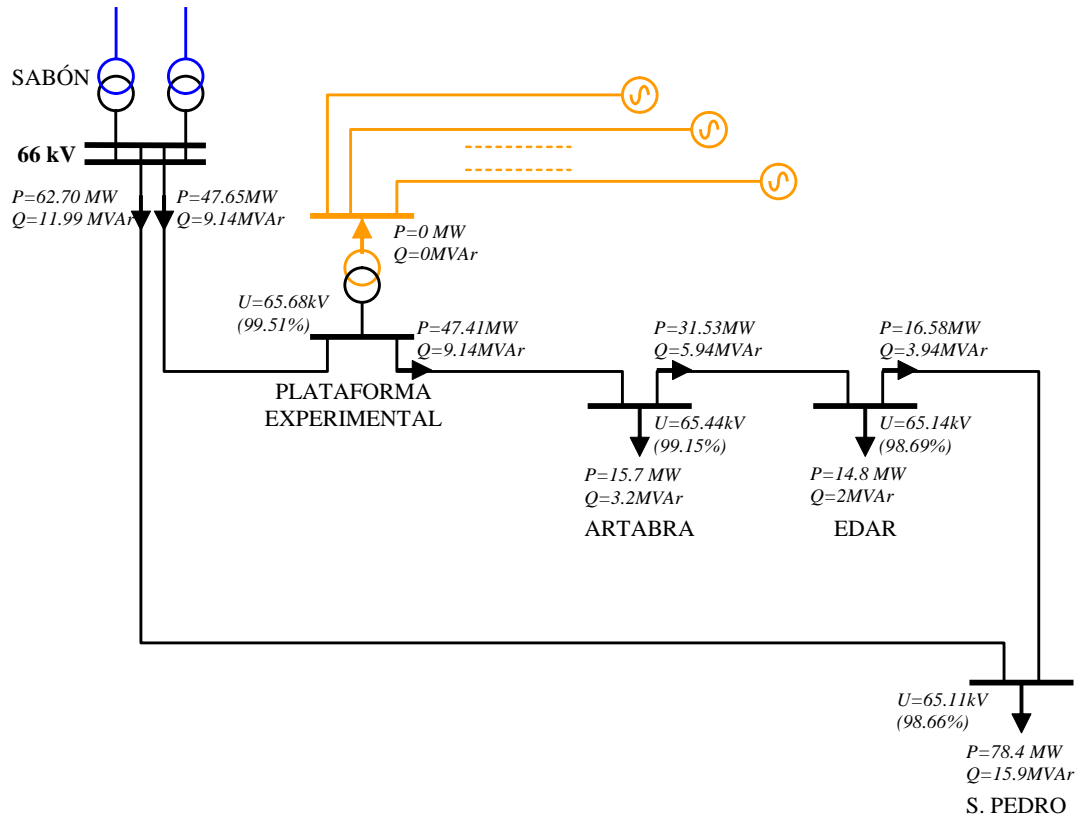 SABÓN
66 kV
P=62.70 MW
Q=11.99 MVAr
P=47.65MW
Q=9.14MVAr
P=0 MW
Q=0MVAr
U=65.68kV
(99.51%)
PLATAFORMA
EXPERIMENTAL
P=47.41MW
Q=9.14MVAr
P=31.53MW
Q=5.94MVAr
P=16.58MW
Q=3.94MVAr
U=65.44kV
(99.15%)
P=15.7 MW
Q=3.2MVAr
ARTABRA
U=65.14kV
(98.69%)
P=14.8 MW
Q=2MVAr
EDAR
U=65.11kV
(98.66%)
P=78.4 MW
Q=15.9MVAr
S. PEDRO